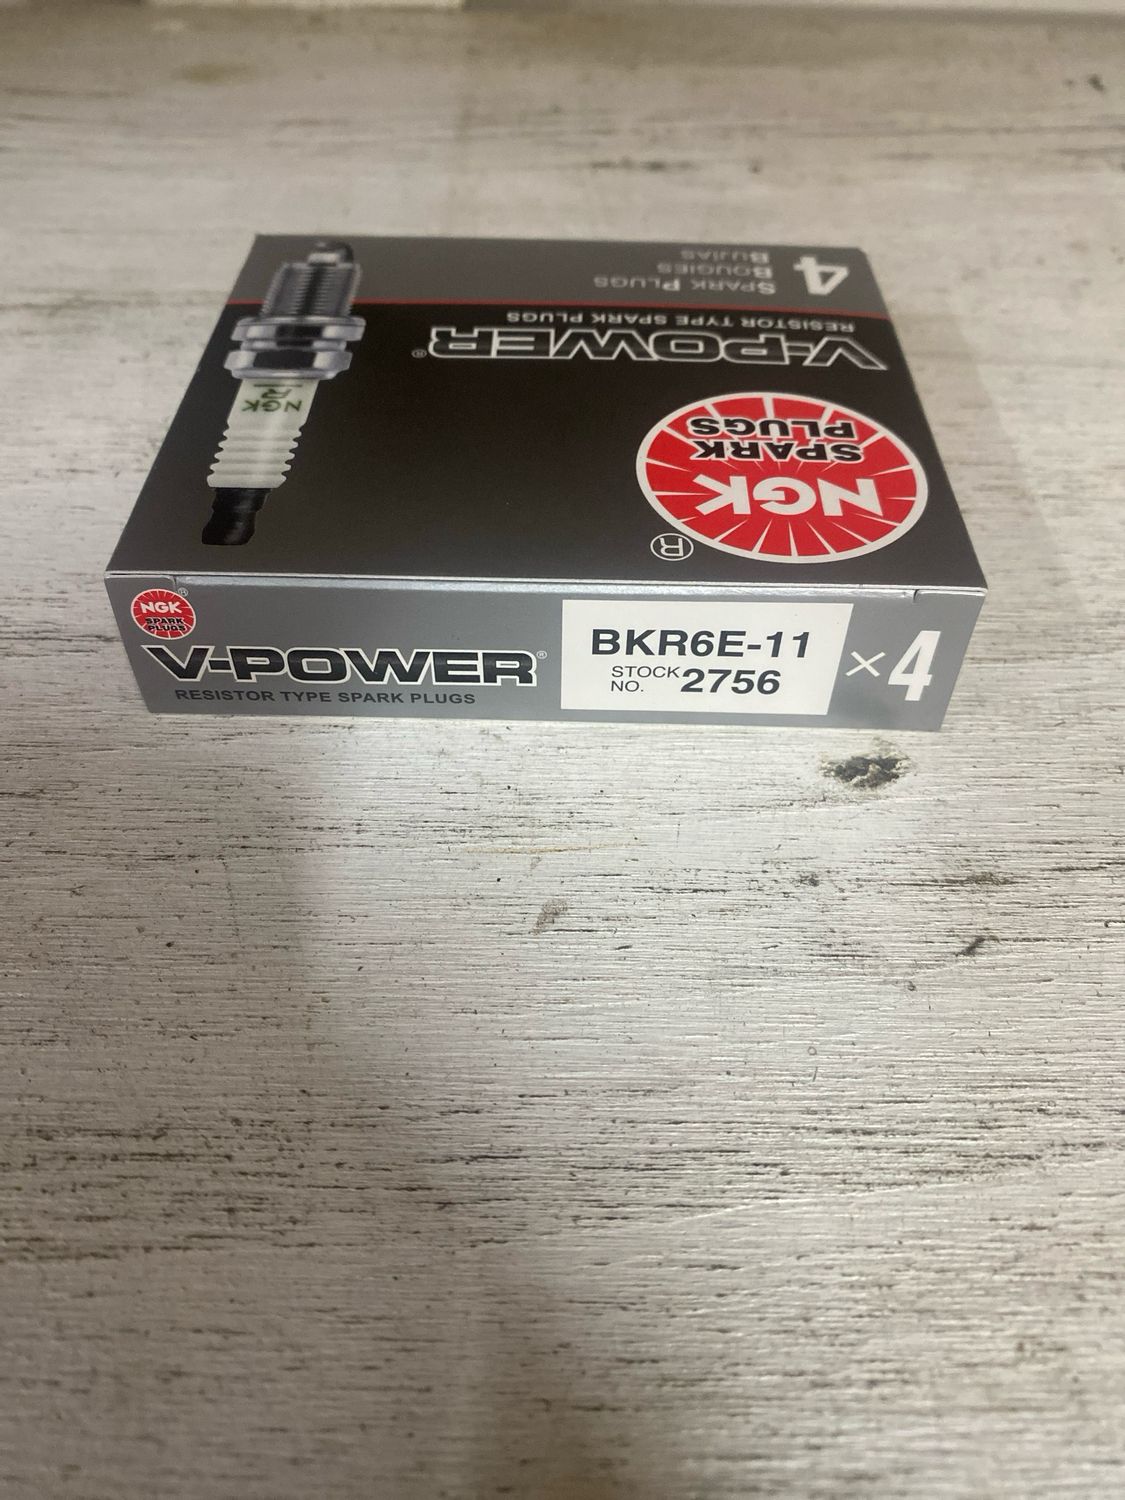 4
SPARK PLUGS
BOUGIES
BUJÍAS
V-POWER®
RESISTOR TYPE SPARK PLUGS
NGK
SPARK
PLUGS
®
NGK
R
NGK
SPARK
PLUGS
®
V-POWER®
RESISTOR TYPE SPARK PLUGS
BKR6E-11
STOCK NO. 2756
×4